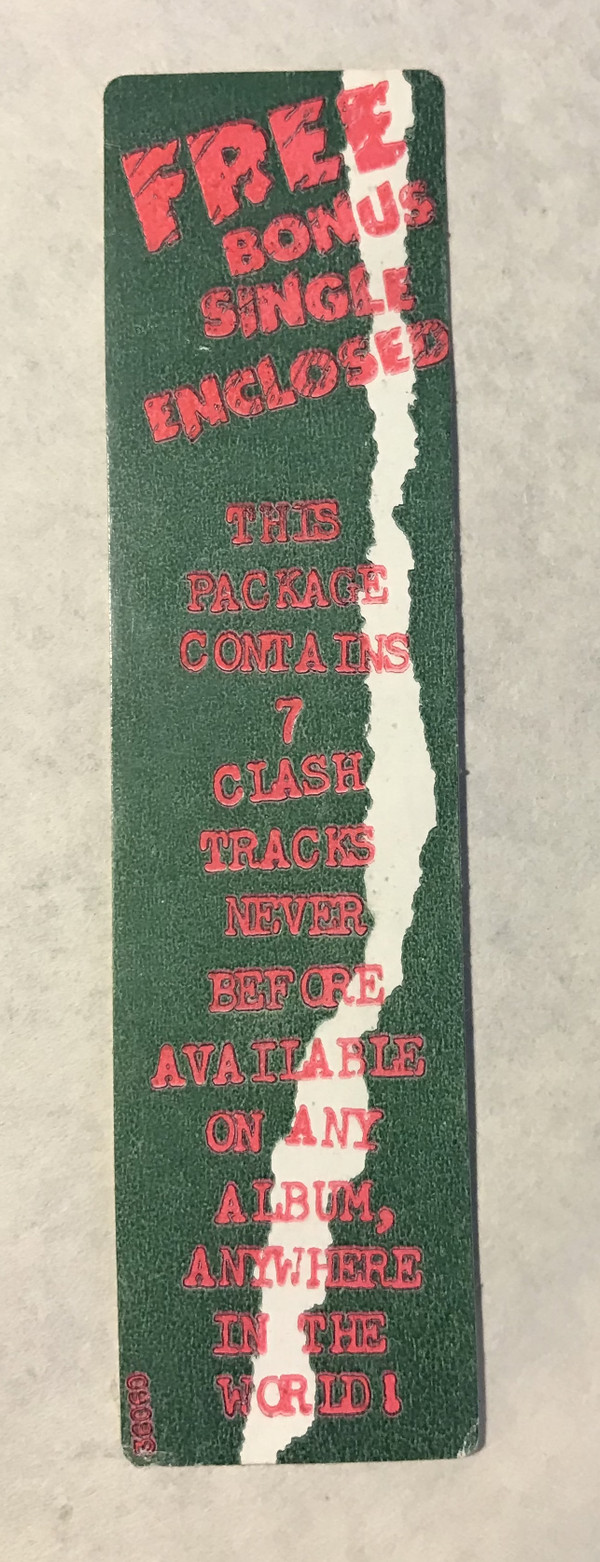 FREE
BONUS
SINGLE
ENCLOSED
THIS
PACKAGE
CONTAINS
7
CLASH
TRACKS
NEVER
BEFORE
AVAILABLE
ON ANY
ALBUM,
ANYWHERE
IN THE
WORLD!
36060